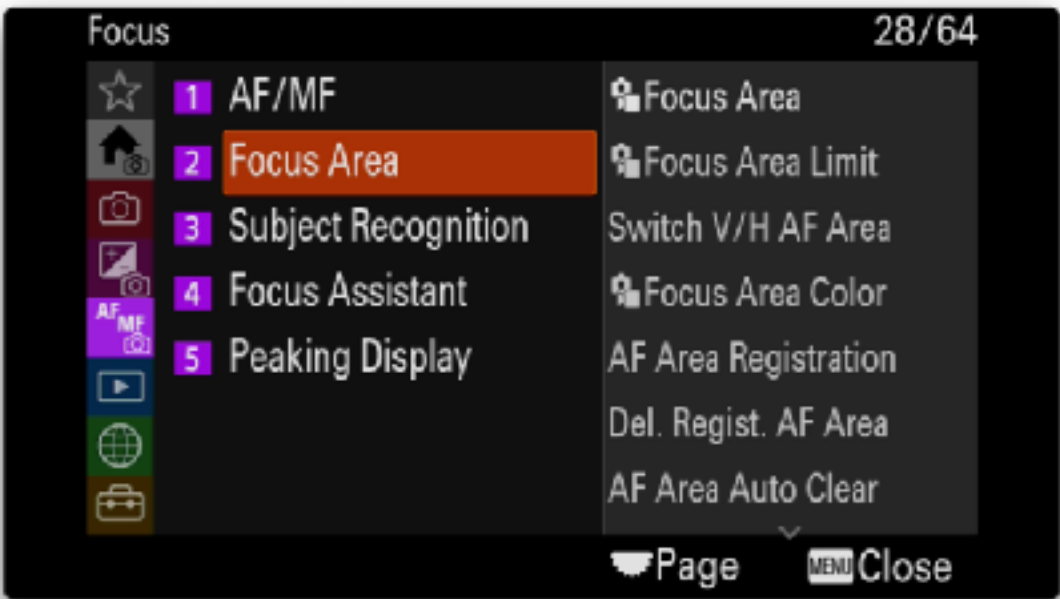 Focus 28/64
1 AF/MF
2 Focus Area
3 Subject Recognition
4 Focus Assistant
5 Peaking Display
AF MF
Focus Area
Focus Area Limit
Switch V/H AF Area
Focus Area Color
AF Area Registration
Del. Regist. AF Area
AF Area Auto Clear
Page MENU Close